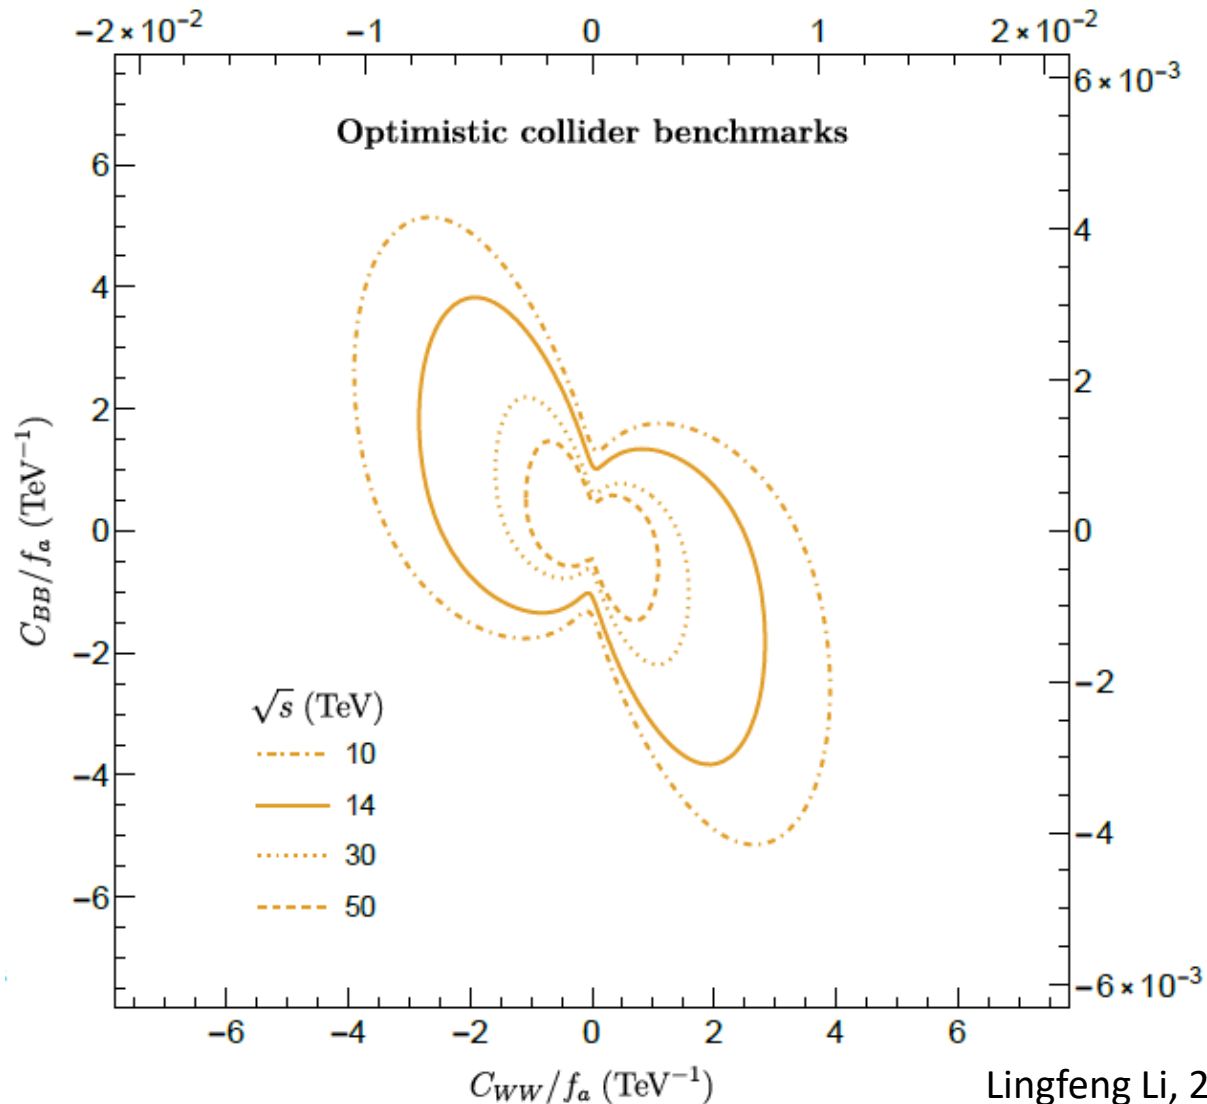 −2 × 10⁻² −1 0 1 2 × 10⁻²
Optimistic collider benchmarks
6 × 10⁻³
6
4
4
2
2
0
0
−2
−2
−4
−4
−6
−6 × 10⁻³
C_BB/f_a (TeV⁻¹)
√s (TeV)
10
14
30
50
−6 −4 −2 0 2 4 6
C_WW/f_a (TeV⁻¹)
Lingfeng Li, 2